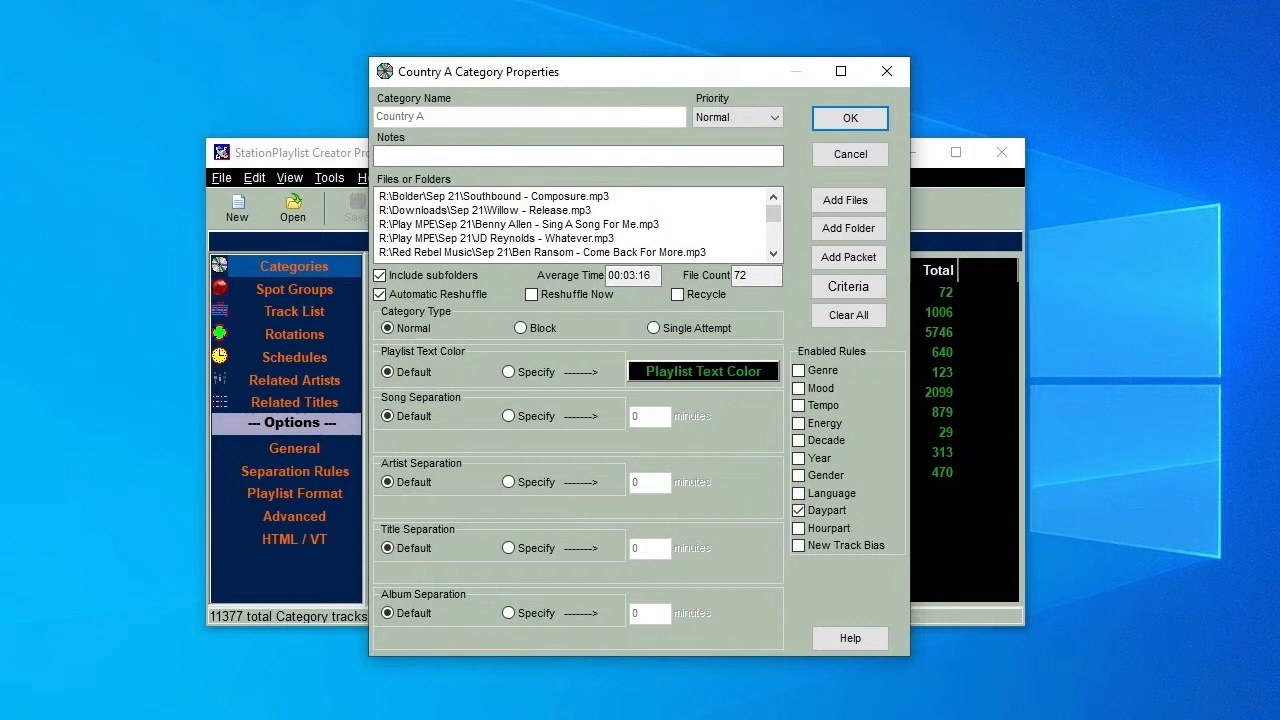 Country A Category Properties
Category Name
Priority
Country A
Normal
OK
Notes
Cancel
Files or Folders
R:\Bolder\Sep 21\Southbound - Composure.mp3
R:\Downloads\Sep 21\Willow - Release.mp3
R:\Play MPE\Sep 21\Benny Allen - Sing A Song For Me.mp3
R:\Play MPE\Sep 21\JD Reynolds - Whatever.mp3
R:\Red Rebel Music\Sep 21\Ben Ransom - Come Back For More.mp3
Add Files
Add Folder
Add Packet
Criteria
Clear All
Include subfolders
Average Time 00:03:16
File Count 72
Automatic Reshuffle
Reshuffle Now
Recycle
Category Type
Normal
Block
Single Attempt
Playlist Text Color
Default
Specify ------->
Playlist Text Color
Song Separation
Default
Specify ------->
0 minutes
Artist Separation
Default
Specify ------->
0 minutes
Title Separation
Default
Specify ------->
0 minutes
Album Separation
Default
Specify ------->
0 minutes
Enabled Rules
Genre
Mood
Tempo
Energy
Decade
Year
Gender
Language
Daypart
Hourpart
New Track Bias
Help
StationPlaylist Creator Pro
File Edit View Tools H
New
Open
Save
Categories
Spot Groups
Track List
Rotations
Schedules
Related Artists
Related Titles
--- Options ---
General
Separation Rules
Playlist Format
Advanced
HTML / VT
Total
72
1006
5746
640
123
2099
879
29
313
470
11377 total Category tracks